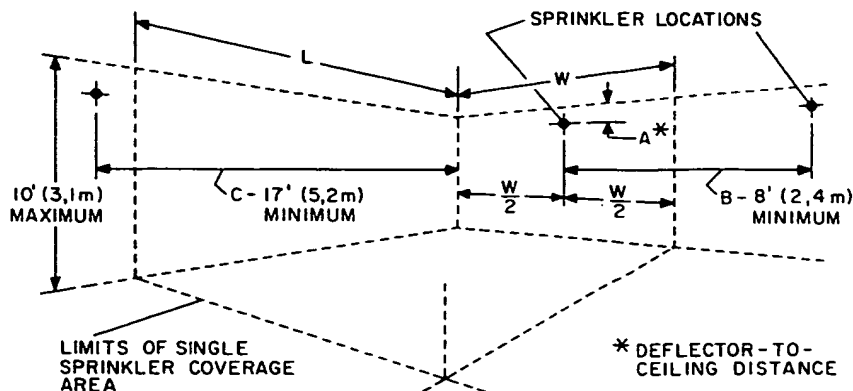 SPRINKLER LOCATIONS
L
W
A*
10' (3,1m)
MAXIMUM
C-17' (5,2m)
MINIMUM
W
2
W
2
B-8' (2,4m)
MINIMUM
LIMITS OF SINGLE
SPRINKLER COVERAGE
AREA
* DEFLECTOR-TO-
CEILING DISTANCE